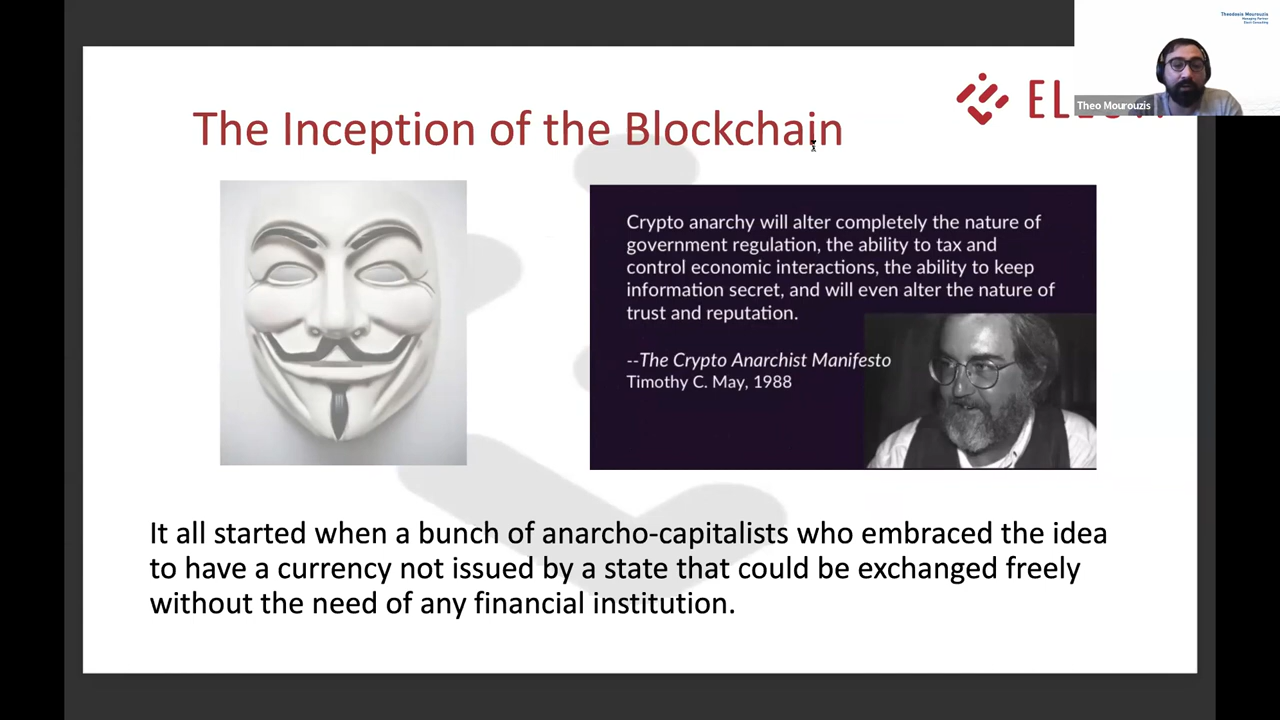 Theodosis Mourouzis
Managing Partner
Theo Mourouzis
The Inception of the Blockchain
Crypto anarchy will alter completely the nature of
government regulation, the ability to tax and
control economic interactions, the ability to keep
information secret, and will even alter the nature of
trust and reputation.
--The Crypto Anarchist Manifesto
Timothy C. May, 1988
It all started when a bunch of anarcho-capitalists who embraced the idea
to have a currency not issued by a state that could be exchanged freely
without the need of any financial institution.